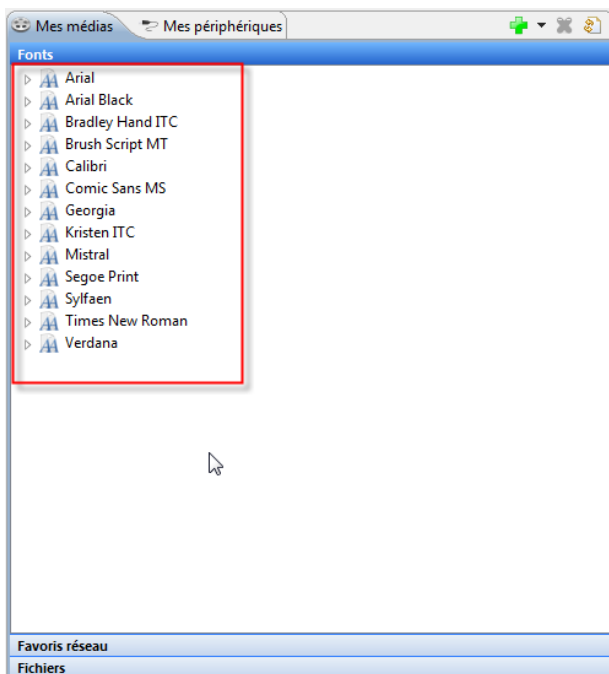 Mes médias Mes périphériques
Fonts
Arial
Arial Black
Bradley Hand ITC
Brush Script MT
Calibri
Comic Sans MS
Georgia
Kristen ITC
Mistral
Segoe Print
Sylfaen
Times New Roman
Verdana
Favoris réseau
Fichiers